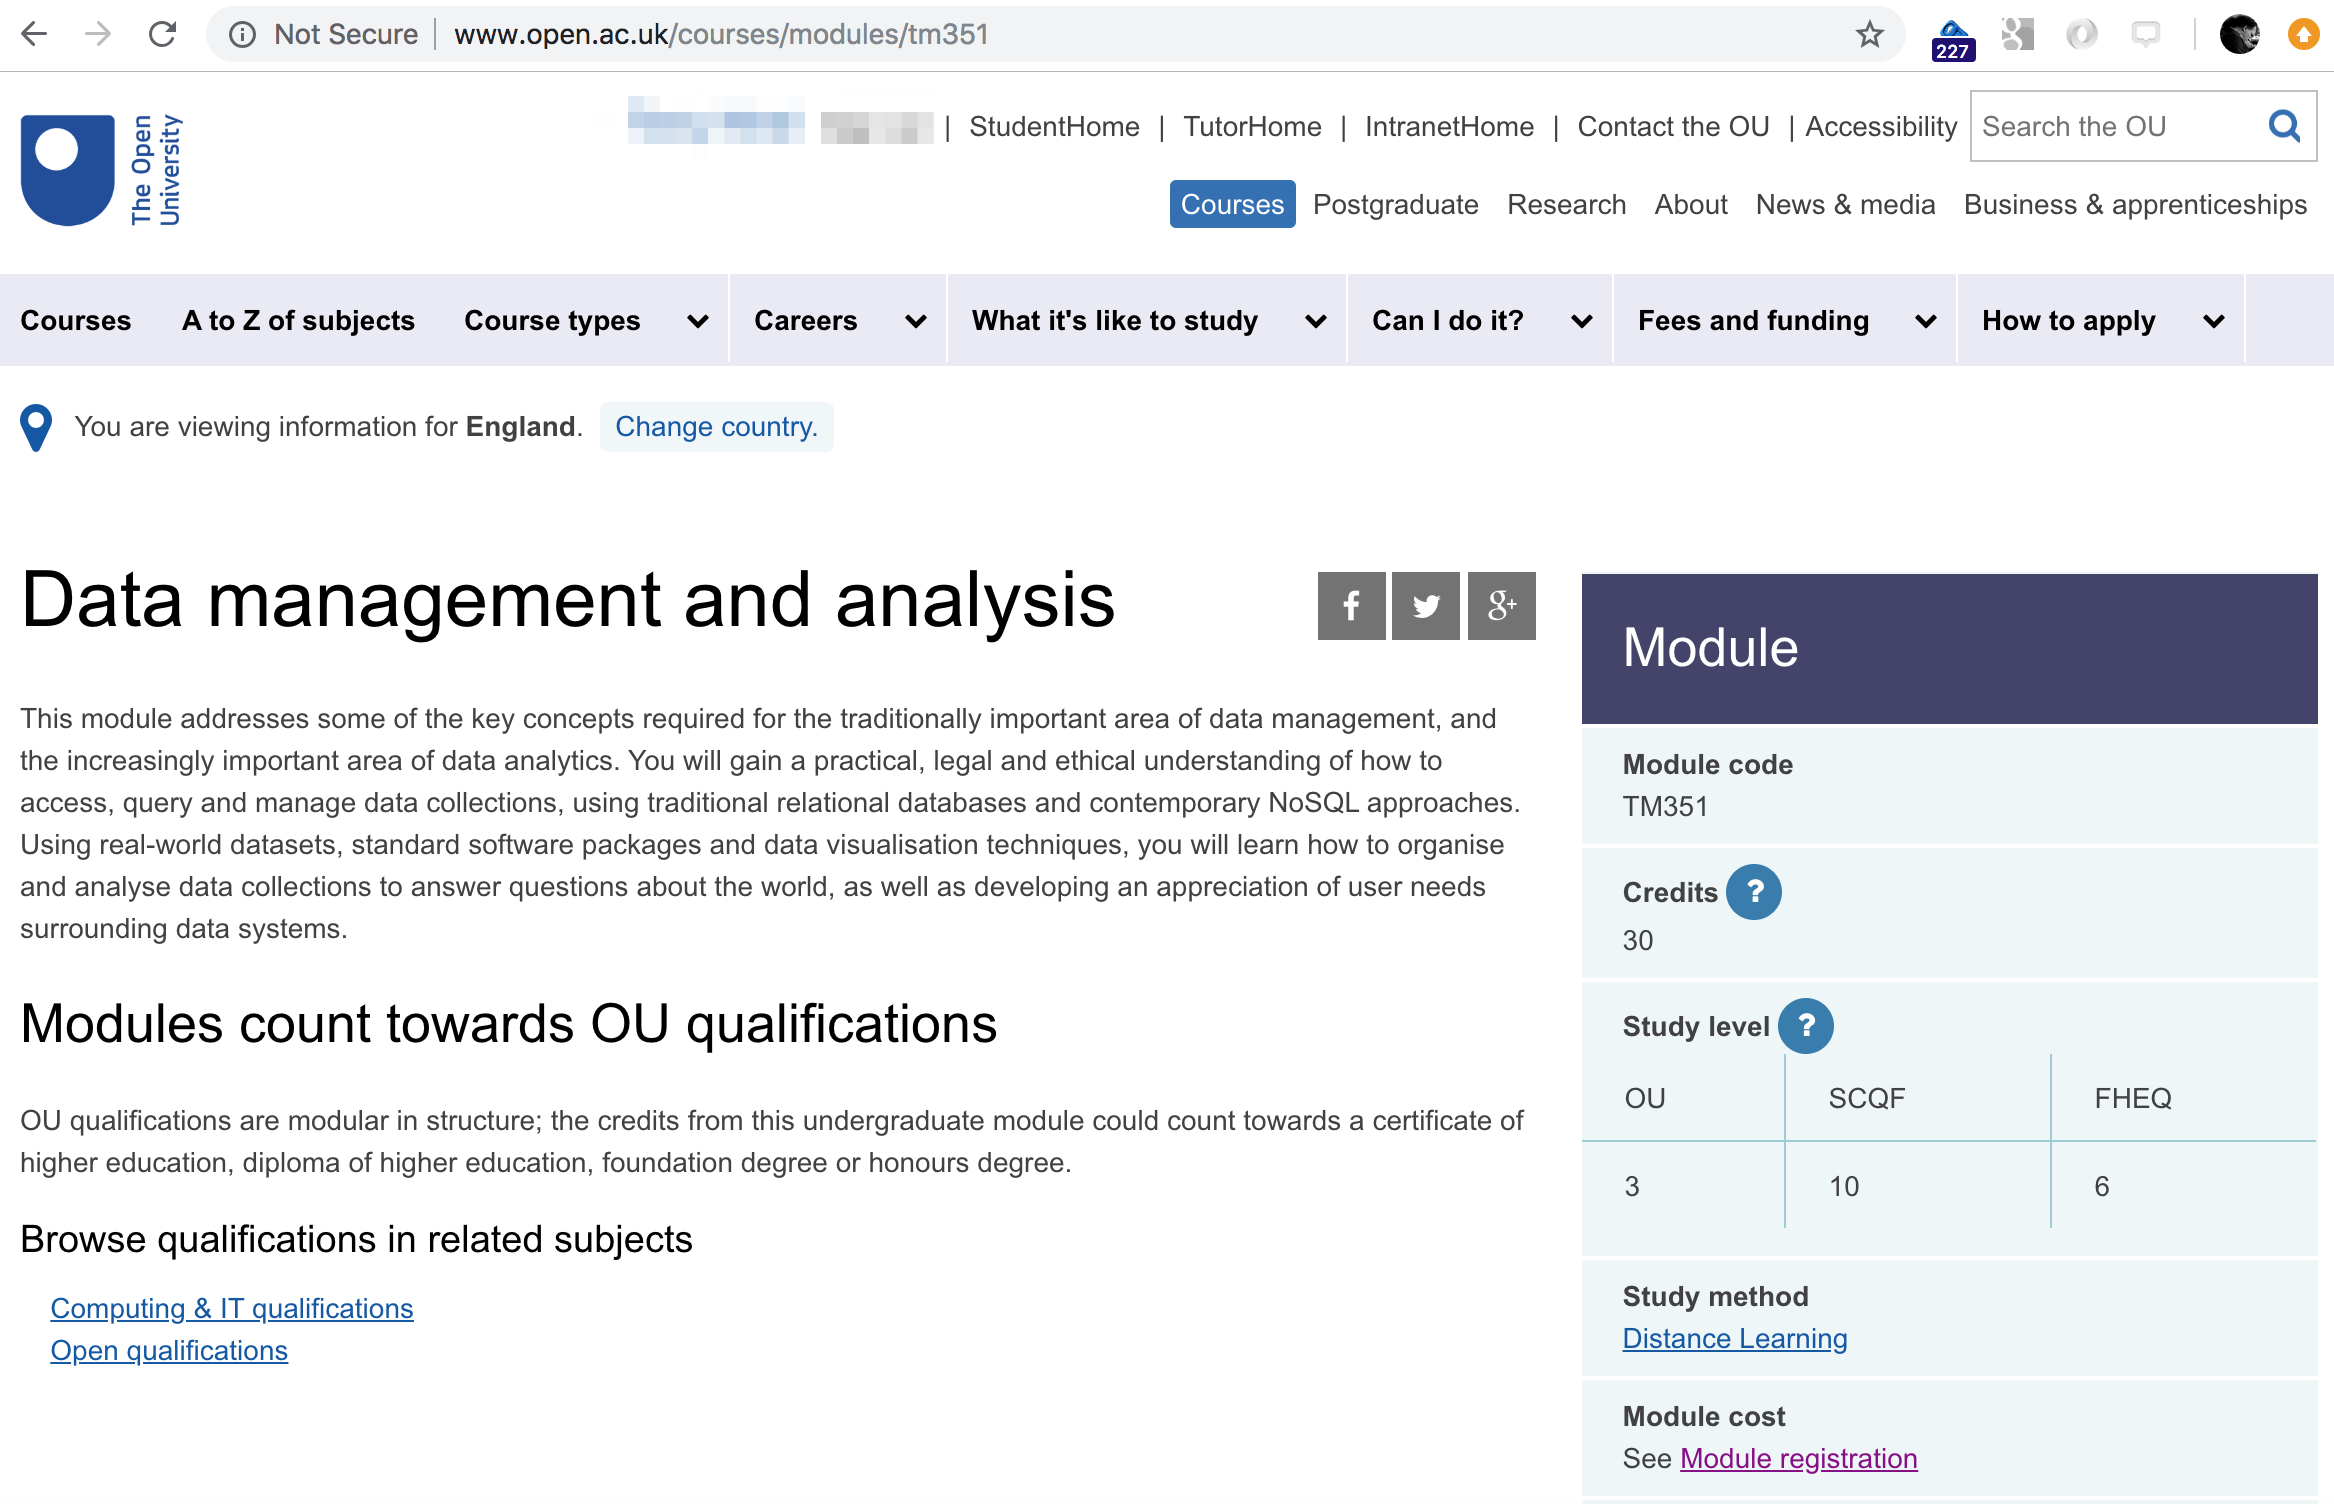 Not Secure | www.open.ac.uk/courses/modules/tm351
227
The Open University
| StudentHome | TutorHome | IntranetHome | Contact the OU | Accessibility
Search the OU
Courses Postgraduate Research About News & media Business & apprenticeships
Courses A to Z of subjects Course types Careers What it's like to study Can I do it? Fees and funding How to apply
You are viewing information for England. Change country.
Data management and analysis
f g+
This module addresses some of the key concepts required for the traditionally important area of data management, and
the increasingly important area of data analytics. You will gain a practical, legal and ethical understanding of how to
access, query and manage data collections, using traditional relational databases and contemporary NoSQL approaches.
Using real-world datasets, standard software packages and data visualisation techniques, you will learn how to organise
and analyse data collections to answer questions about the world, as well as developing an appreciation of user needs
surrounding data systems.
Modules count towards OU qualifications
OU qualifications are modular in structure; the credits from this undergraduate module could count towards a certificate of
higher education, diploma of higher education, foundation degree or honours degree.
Browse qualifications in related subjects
Computing & IT qualifications
Open qualifications
Module
Module code
TM351
Credits ?
30
Study level ?
OU SCQF FHEQ
3 10 6
Study method
Distance Learning
Module cost
See Module registration